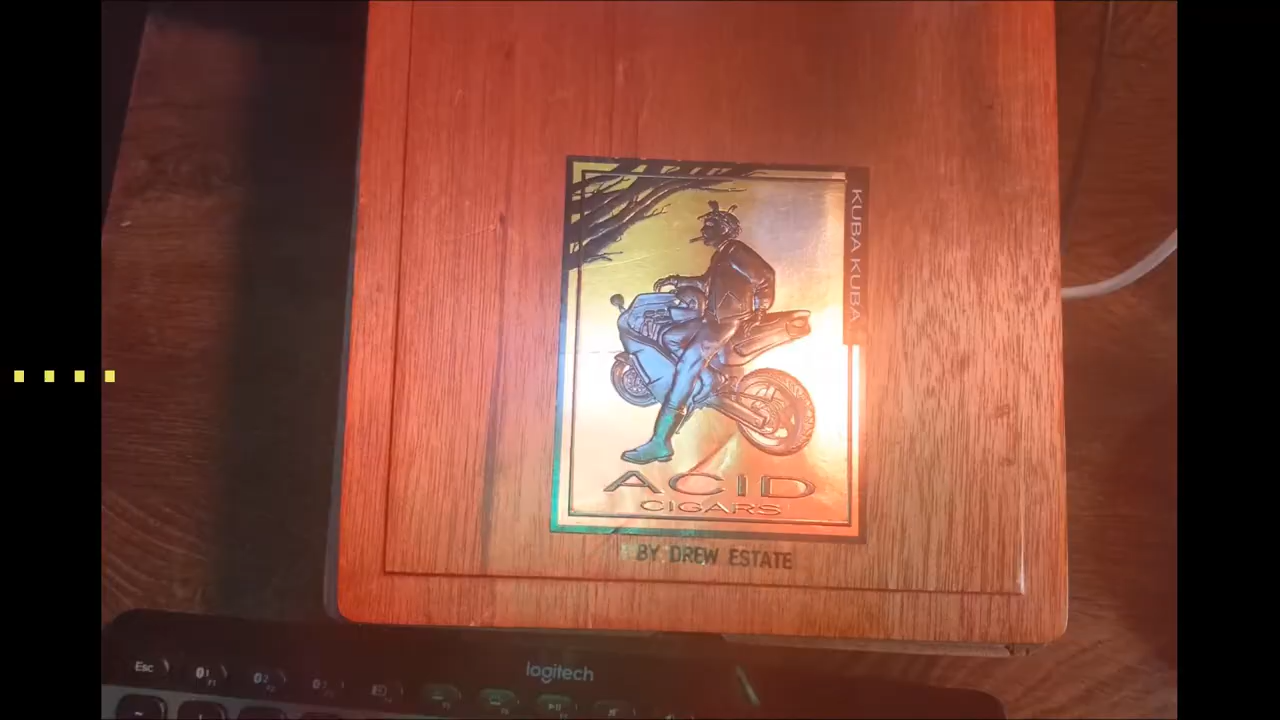 KUBA KUBA
ACID
CIGARS
BY DREW ESTATE
logitech
Esc